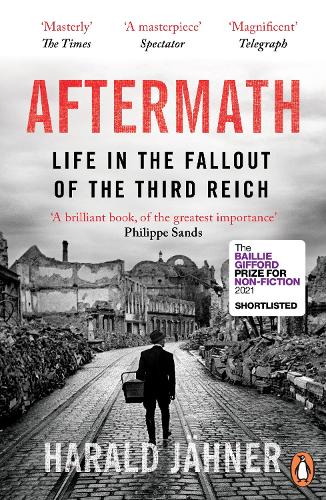 ‘Masterly’ ‘A masterpiece’ ‘Magnificent’
The Times Spectator Telegraph
AFTERMATH
LIFE IN THE FALLOUT
OF THE THIRD REICH
‘A brilliant book, of the greatest importance’
Philippe Sands
The
BAILLIE
GIFFORD
PRIZE FOR
NON-FICTION
2021
SHORTLISTED
HARALD JÄHNER